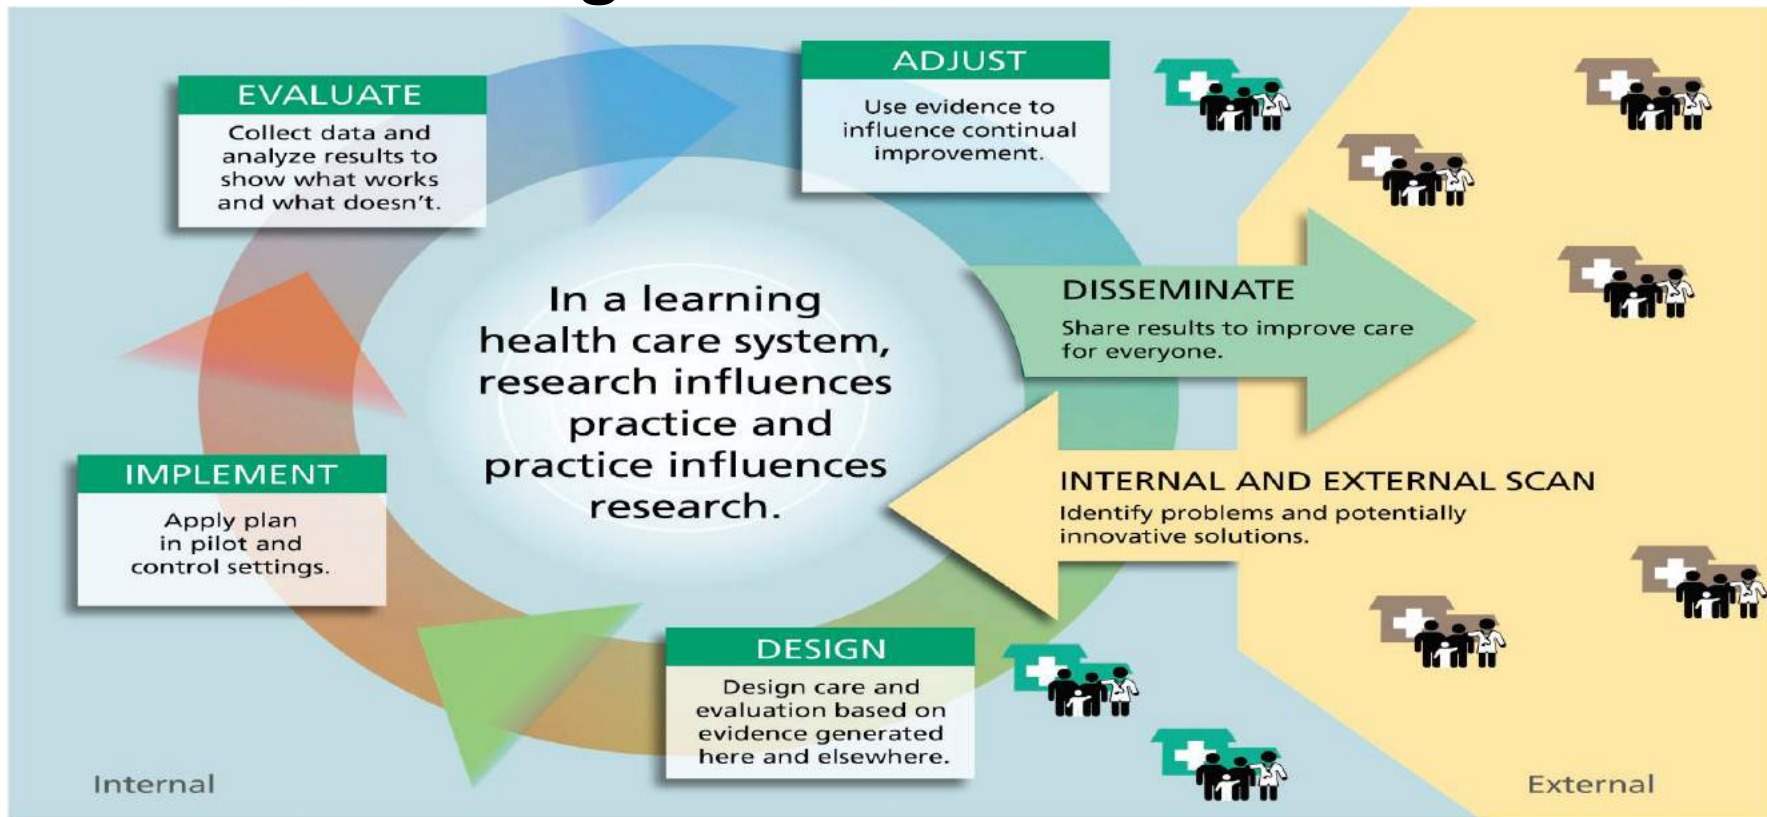 EVALUATE
Collect data and
analyze results to
show what works
and what doesn't.
ADJUST
Use evidence to
influence continual
improvement.
DISSEMINATE
Share results to improve care
for everyone.
In a learning
health care system,
research influences
practice and
practice influences
research.
INTERNAL AND EXTERNAL SCAN
Identify problems and potentially
innovative solutions.
IMPLEMENT
Apply plan
in pilot and
control settings.
DESIGN
Design care and
evaluation based on
evidence generated
here and elsewhere.
Internal
External